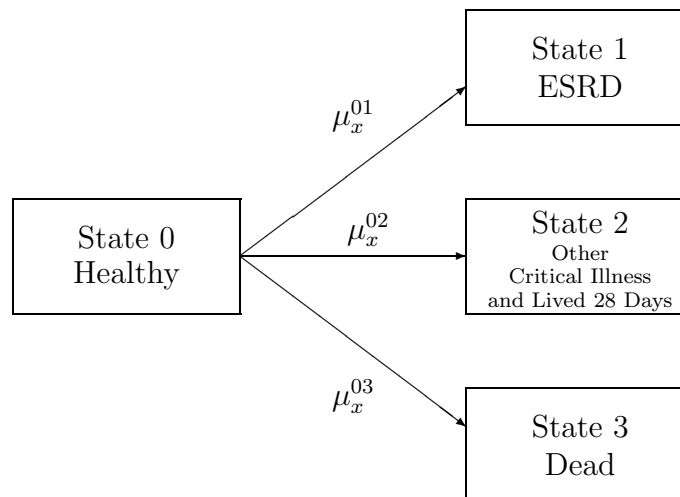 State 1
ESRD
μ_x^{01}
State 0
Healthy
μ_x^{02}
State 2
Other
Critical Illness
and Lived 28 Days
μ_x^{03}
State 3
Dead